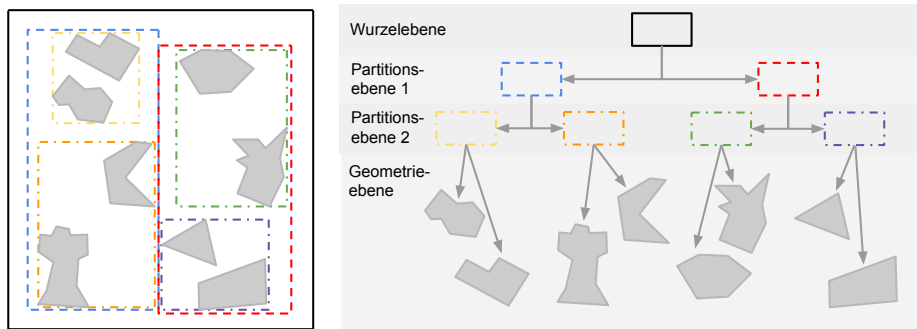 Wurzelebene
Partitions-
ebene 1
Partitions-
ebene 2
Geometrie-
ebene